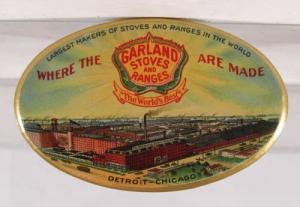 LARGEST MAKERS OF STOVES AND RANGES IN THE WORLD
WHERE THE GARLAND STOVES AND RANGES ARE MADE
"The World's Best"
DETROIT-CHICAGO